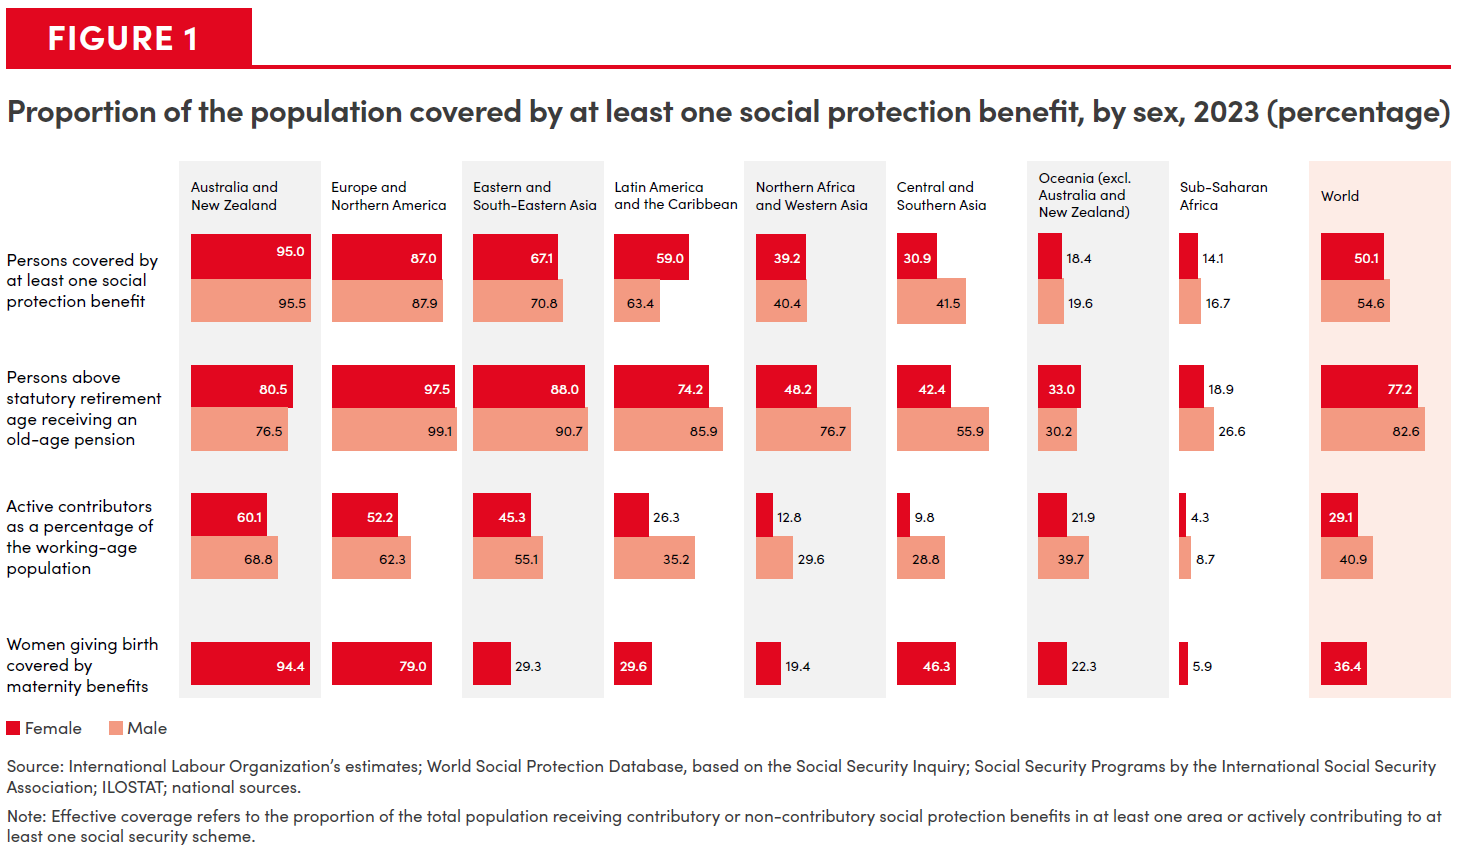 FIGURE 1
Proportion of the population covered by at least one social protection benefit, by sex, 2023 (percentage)
Australia and
New Zealand
Europe and
Northern America
Eastern and
South-Eastern Asia
Latin America
and the Caribbean
Northern Africa
and Western Asia
Central and
Southern Asia
Oceania (excl.
Australia and
New Zealand)
Sub-Saharan
Africa
World
Persons covered by
at least one social
protection benefit
95.0
87.0
67.1
59.0
39.2
30.9
18.4
14.1
50.1
95.5
87.9
70.8
63.4
40.4
41.5
19.6
16.7
54.6
Persons above
statutory retirement
age receiving an
old-age pension
80.5
97.5
88.0
74.2
48.2
42.4
33.0
18.9
77.2
76.5
99.1
90.7
85.9
76.7
55.9
30.2
26.6
82.6
Active contributors
as a percentage of
the working-age
population
60.1
52.2
45.3
26.3
12.8
9.8
21.9
4.3
29.1
68.8
62.3
55.1
35.2
29.6
28.8
39.7
8.7
40.9
Women giving birth
covered by
maternity benefits
94.4
79.0
29.3
29.6
19.4
46.3
22.3
5.9
36.4
Female
Male
Source: International Labour Organization’s estimates; World Social Protection Database, based on the Social Security Inquiry; Social Security Programs by the International Social Security
Association; ILOSTAT; national sources.
Note: Effective coverage refers to the proportion of the total population receiving contributory or non-contributory social protection benefits in at least one area or actively contributing to at
least one social security scheme.